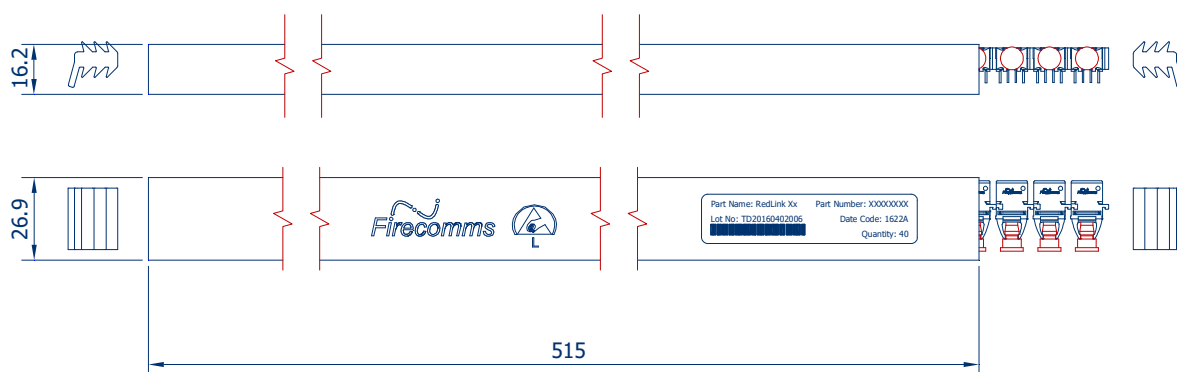 16.2
26.9
Firecomms
L
Part Name: RedLink Xx Part Number: XXXXXXXX
Lot No: TD20160402006 Date Code: 1622A
Quantity: 40
515